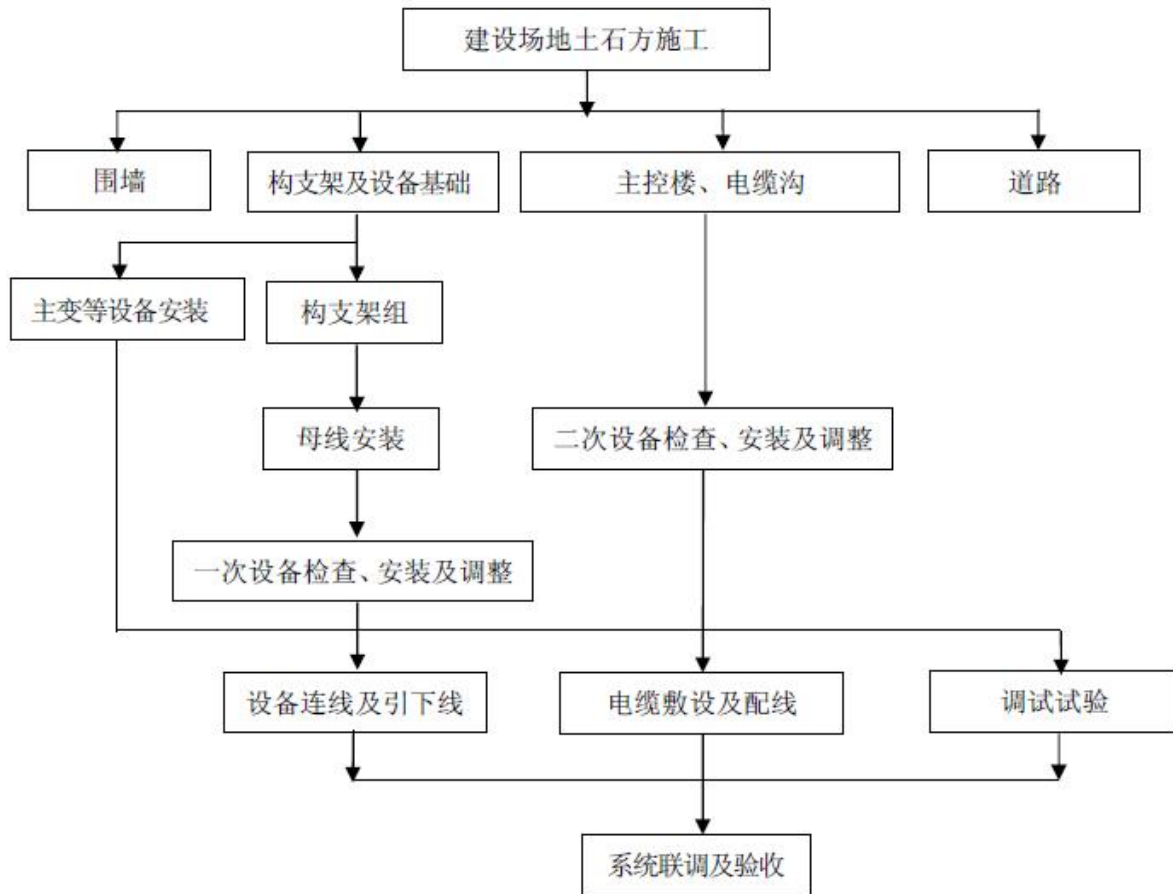 建设场地土石方施工
围墙
构支架及设备基础
主控楼、电缆沟
道路
主变等设备安装
构支架组
母线安装
二次设备检查、安装及调整
一次设备检查、安装及调整
设备连线及引下线
电缆敷设及配线
调试试验
系统联调及验收